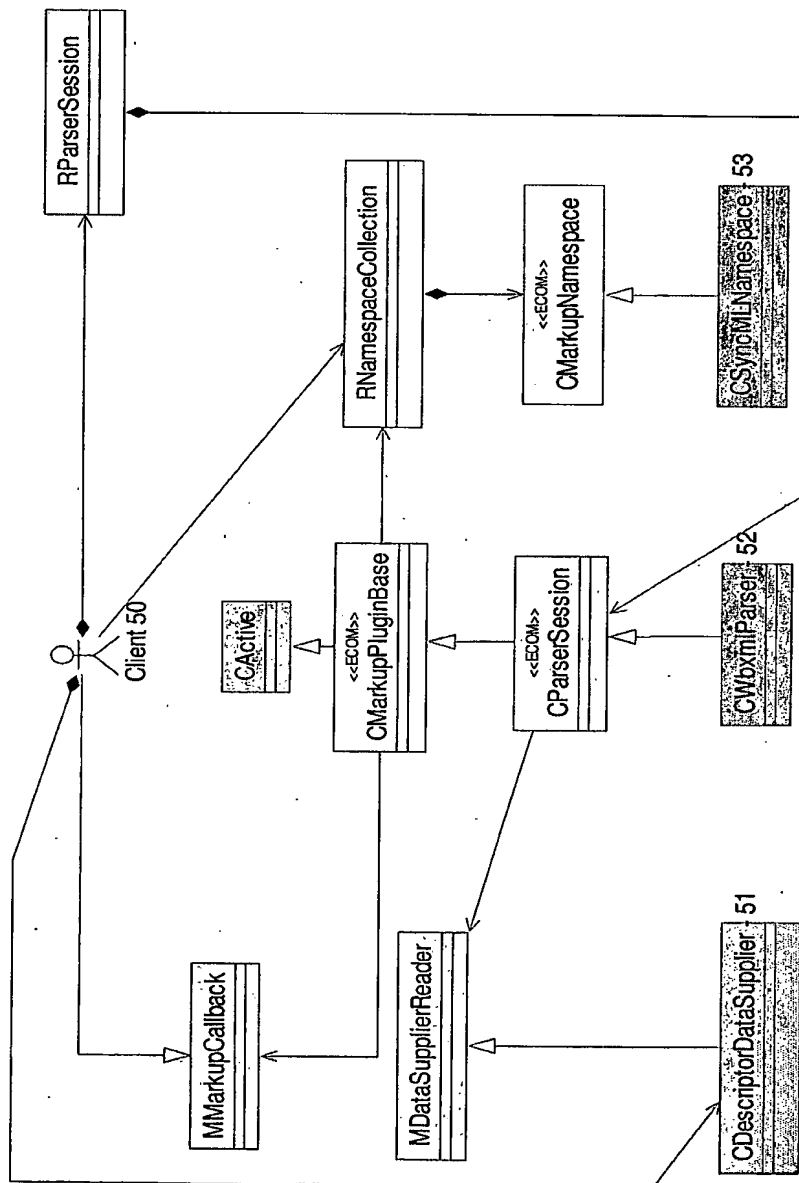 RParserSession
Client 50
RNamespaceCollection
CActive
<<ECOM>>
CMarkupPluginBase
<<ECOM>>
CMarkupNamespace
MMarkupCallback
<<ECOM>>
CParserSession
CSyncMLNamespace - 53
MDataSupplierReader
CWbxmlParser - 52
CDescriptorDataSupplier - 51